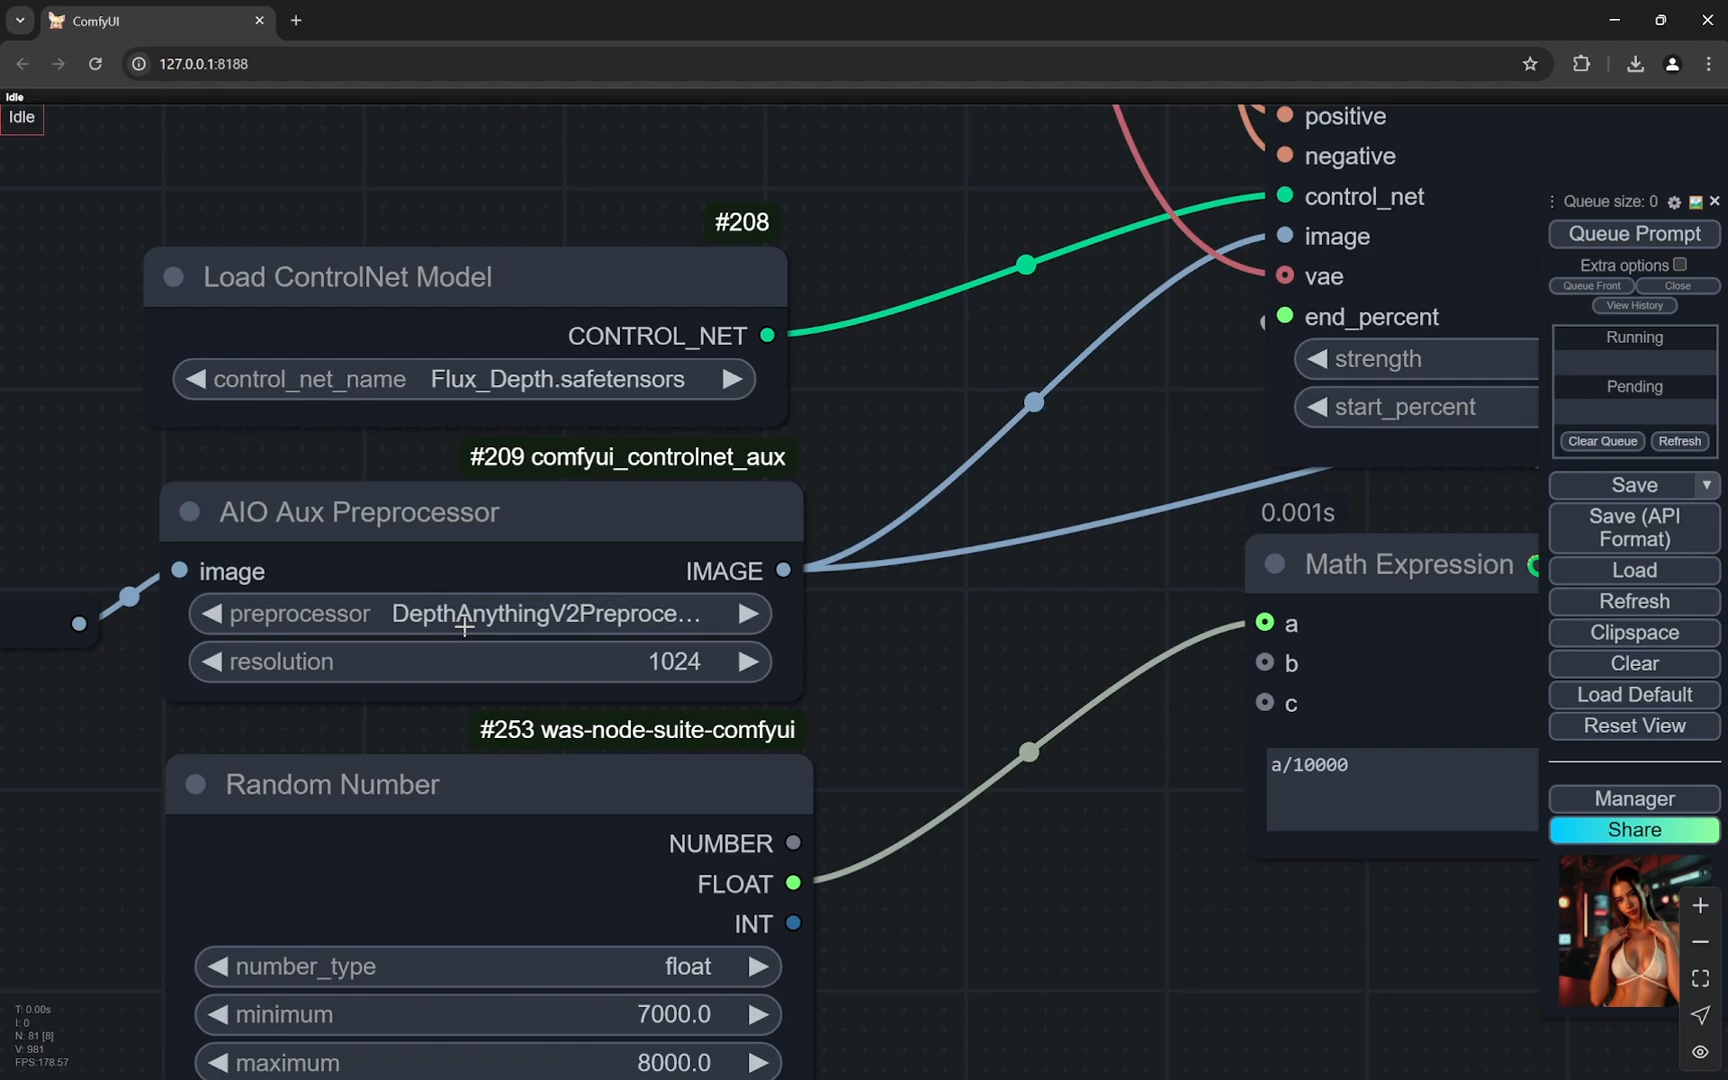 ComfyUI
127.0.0.1:8188
Idle
Idle
positive
negative
control_net
image
vae
end_percent
strength
start_percent
#208
Load ControlNet Model
CONTROL_NET
control_net_name Flux_Depth.safetensors
#209 comfyui_controlnet_aux
AIO Aux Preprocessor
image IMAGE
preprocessor DepthAnythingV2Preproce...
resolution 1024
#253 was-node-suite-comfyui
Random Number
NUMBER
FLOAT
INT
number_type float
minimum 7000.0
maximum 8000.0
0.001s
Math Expression
a
b
c
a/10000
Queue size: 0
Queue Prompt
Extra options
Queue Front Close
View History
Running
Pending
Clear Queue Refresh
Save
Save (API
Format)
Load
Refresh
Clipspace
Clear
Load Default
Reset View
Manager
Share
T: 0.00s
I: 0
N: 81 [8]
V: 981
FPS:178.57